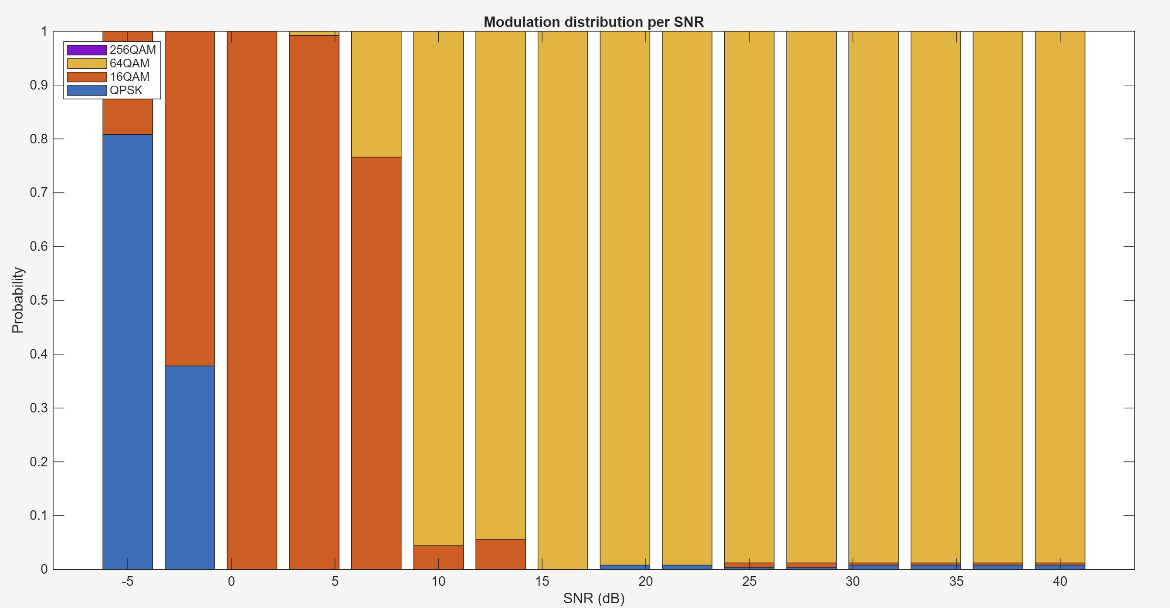 Modulation distribution per SNR
256QAM
64QAM
16QAM
QPSK
1
0.9
0.8
0.7
0.6
0.5
0.4
0.3
0.2
0.1
0
Probability
-5 0 5 10 15 20 25 30 35 40
SNR (dB)